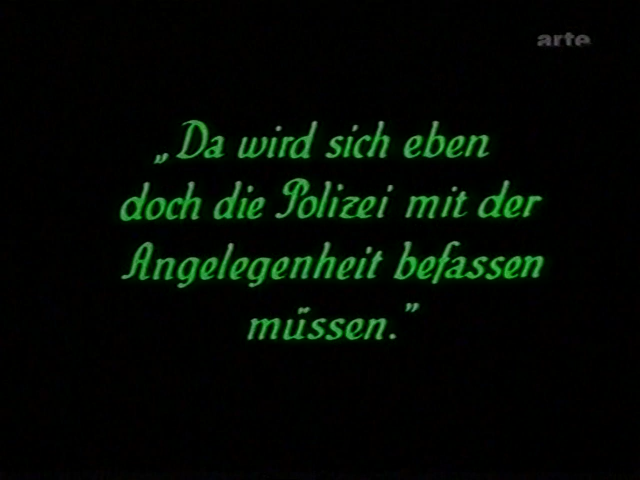 arte
„Da wird sich eben
doch die Polizei mit der
Angelegenheit befassen
müssen.”